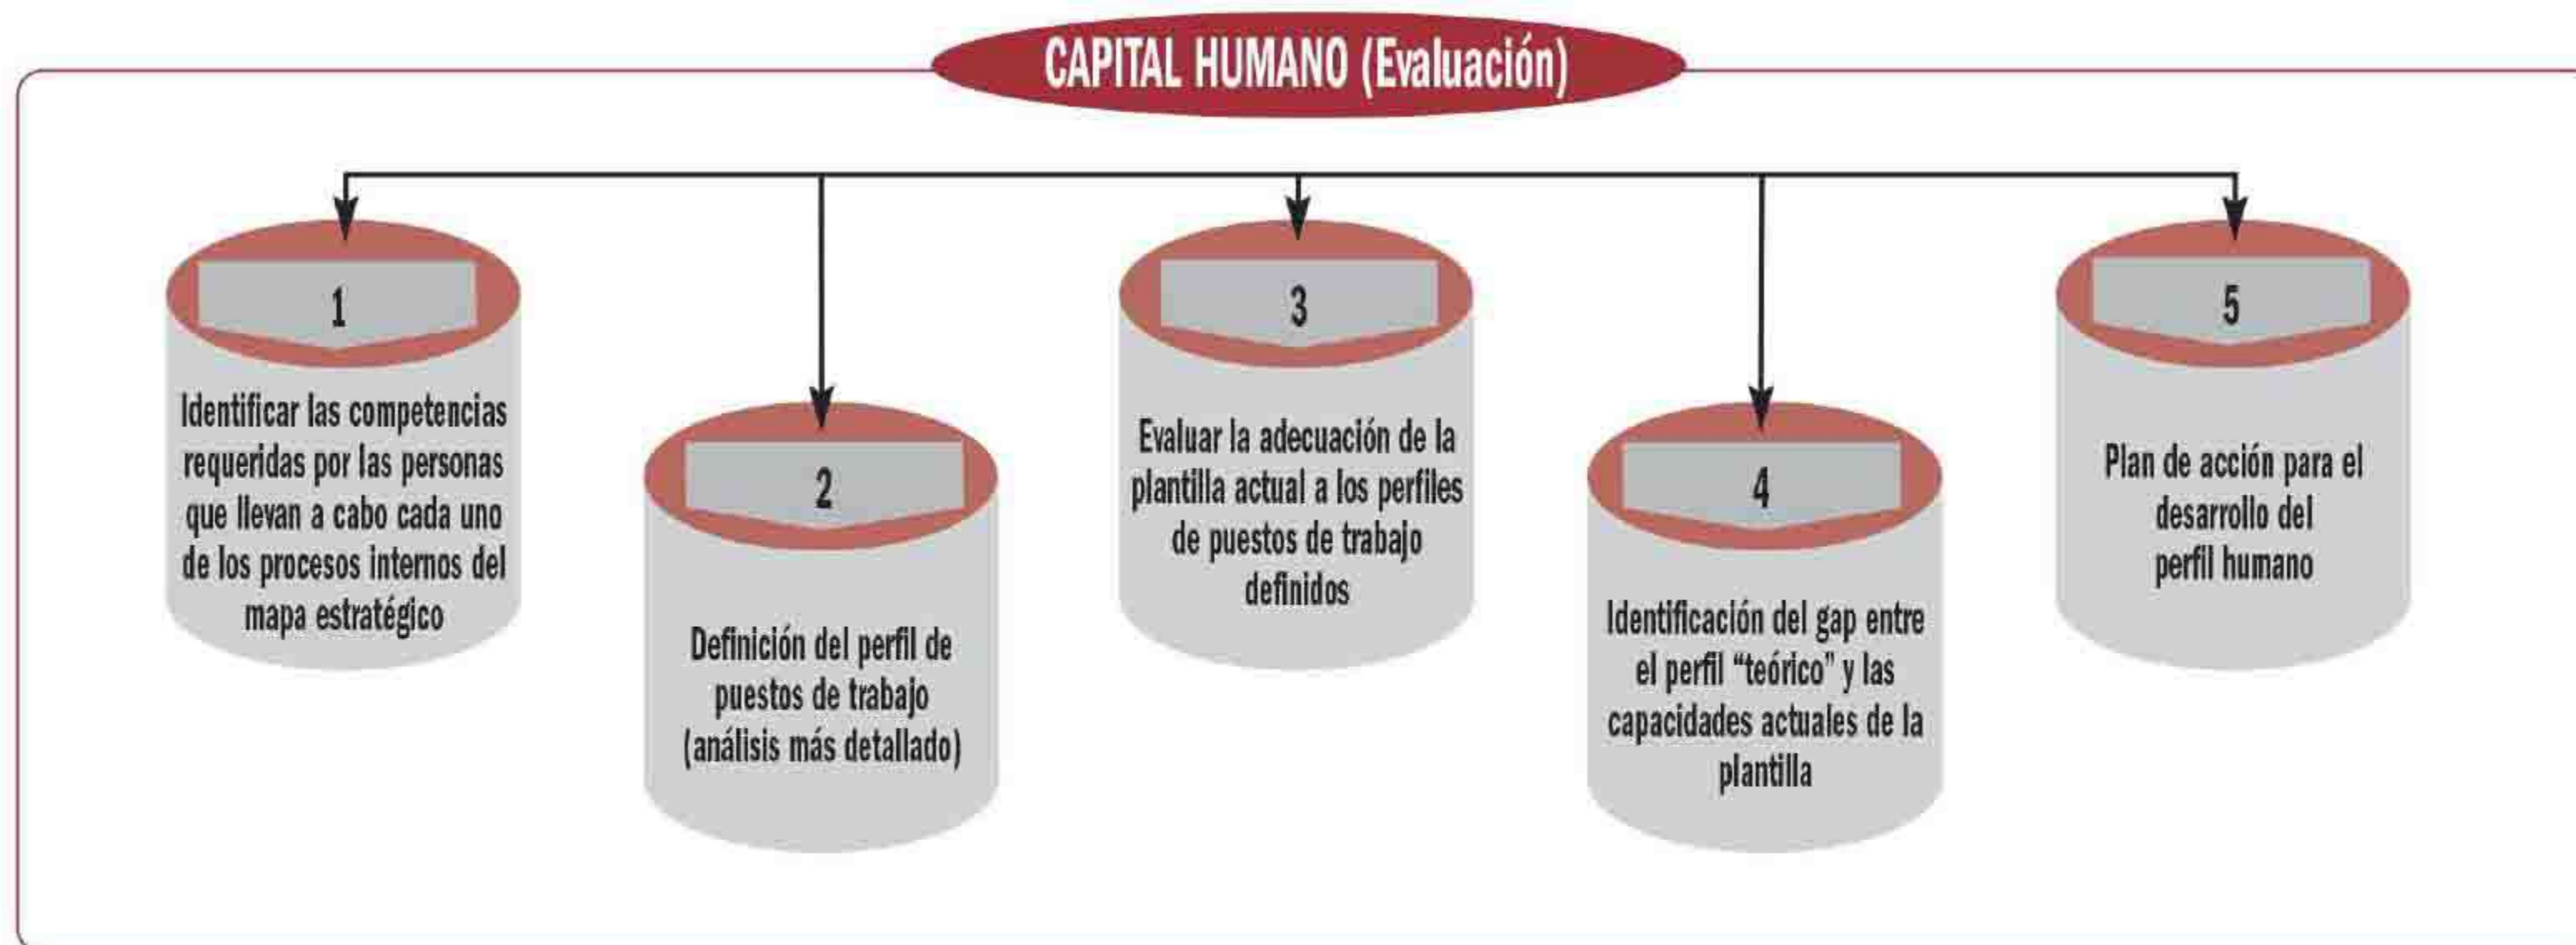 CAPITAL HUMANO (Evaluación)
1
Identificar las competencias
requeridas por las personas
que llevan a cabo cada uno
de los procesos internos del
mapa estratégico
2
Definición del perfil de
puestos de trabajo
(análisis más detallado)
3
Evaluar la adecuación de la
plantilla actual a los perfiles
de puestos de trabajo
definidos
4
Identificación del gap entre
el perfil “teórico” y las
capacidades actuales de la
plantilla
5
Plan de acción para el
desarrollo del
perfil humano